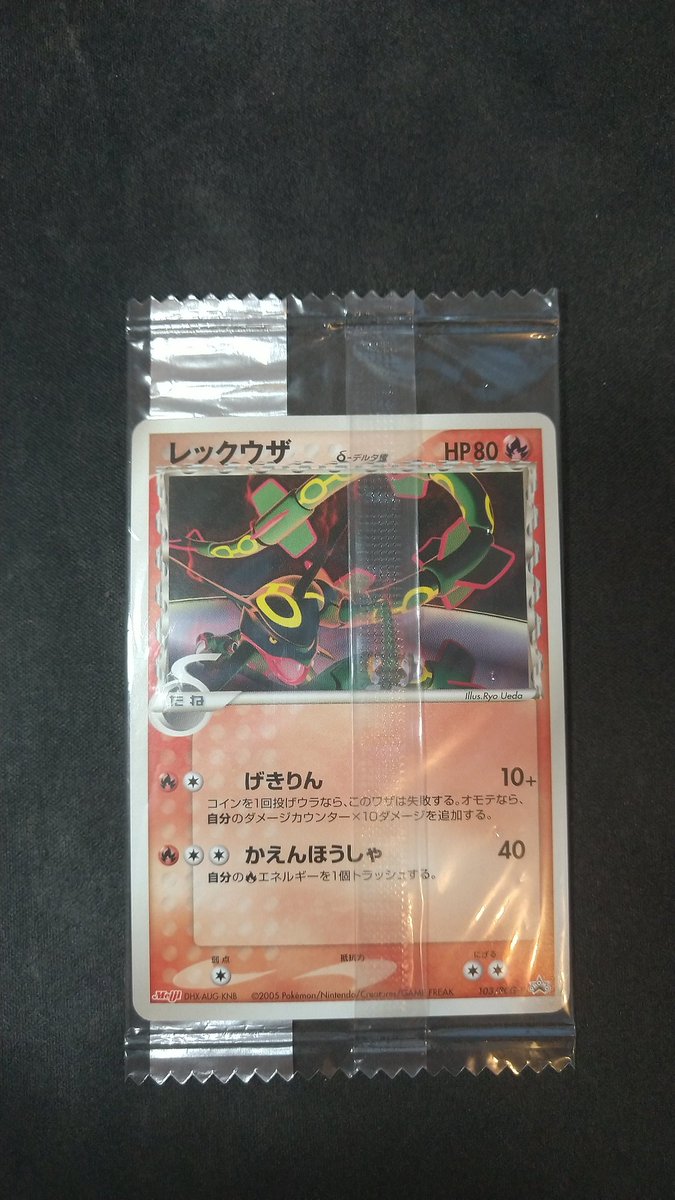 レックウザ δ-デルタ種 HP80
Illus.Ryo Ueda
δ
たね
げきりん 10+
コインを1回投げウラなら、このワザは失敗する。オモテなら、
自分のダメージカウンター×10ダメージを追加する。
かえんほうしゃ 40
自分の エネルギーを1個トラッシュする。
弱点 抵抗力 にげる
Meiji DHX-AUG-KNB ©2005 Pokémon/Nintendo/Creatures/GAME FREAK